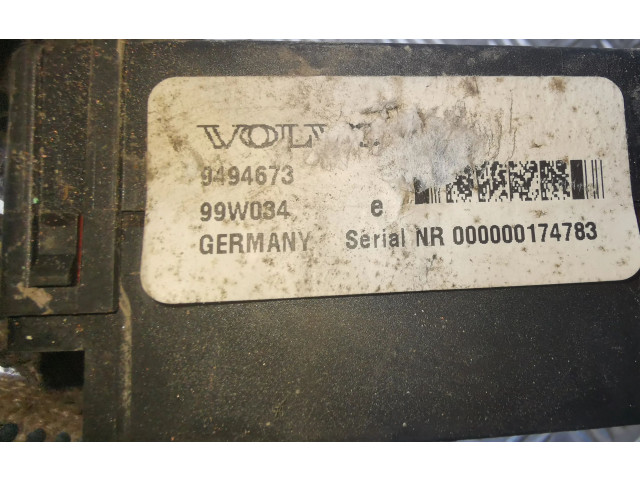 VOLV
9494673
99W034 e
GERMANY Serial NR 000000174783